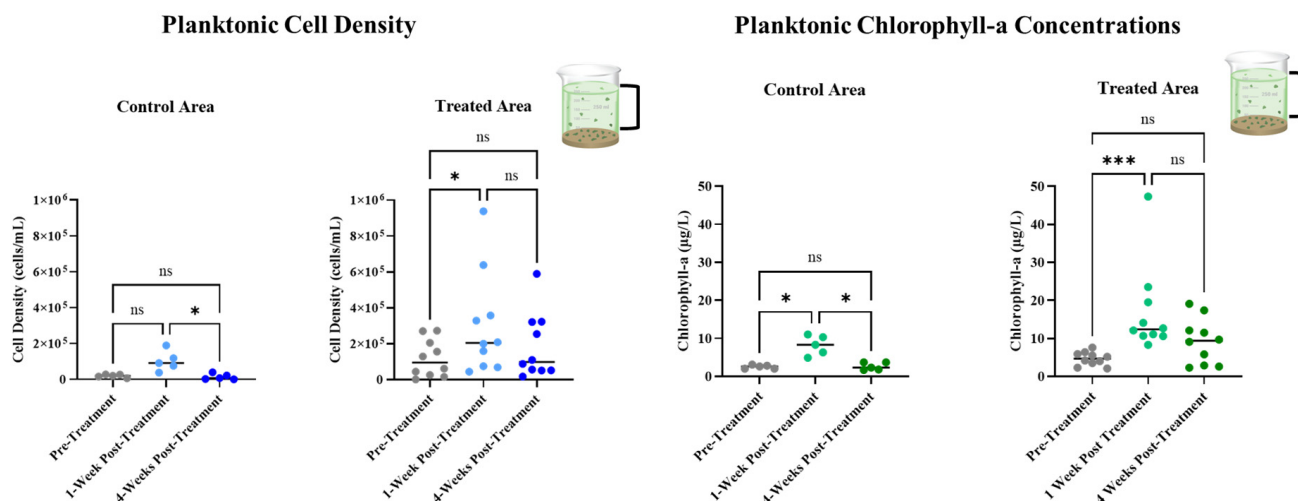 Planktonic Cell Density
Planktonic Chlorophyll-a Concentrations
Control Area
Treated Area
Control Area
Treated Area
ns
ns
*
Cell Density (cells/mL)
1×10⁶
8×10⁵
6×10⁵
4×10⁵
2×10⁵
0
Pre-Treatment
1-Week Post-Treatment
4-Weeks Post-Treatment
ns
*
ns
Cell Density (cells/mL)
1×10⁶
8×10⁵
6×10⁵
4×10⁵
2×10⁵
0
Pre-Treatment
1-Week Post-Treatment
4-Weeks Post-Treatment
ns
*
*
Chlorophyll-a (µg/L)
50
40
30
20
10
0
Pre-Treatment
1-Week Post-Treatment
4-Weeks Post-Treatment
ns
***
ns
Chlorophyll-a (µg/L)
50
40
30
20
10
0
Pre-Treatment
1 Week Post Treatment
4 Weeks Post-Treatment